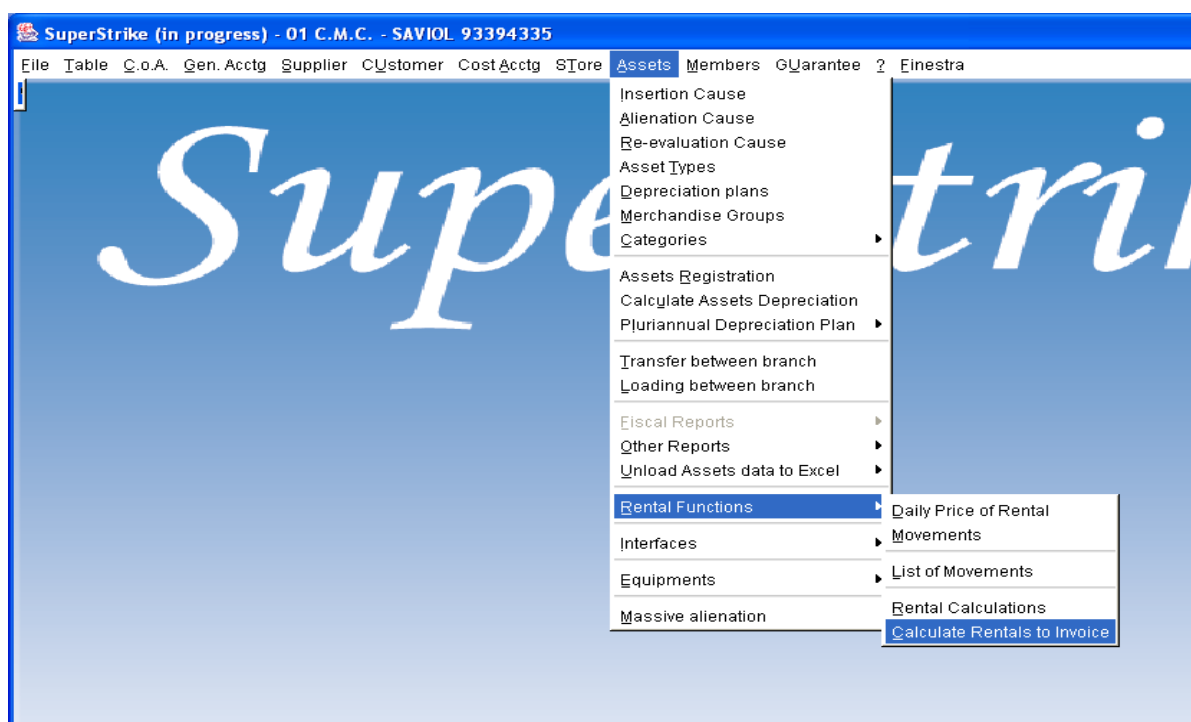 SuperStrike (in progress) - 01 C.M.C. - SAVIOL 93394335
File Table C.o.A. Gen. Acctg Supplier CUstomer Cost Acctg STore Assets Members GUarantee ? Finestra
Insertion Cause
Alienation Cause
Re-evaluation Cause
Asset Types
Depreciation plans
Merchandise Groups
Categories
Assets Registration
Calculate Assets Depreciation
Pluriannual Depreciation Plan
Transfer between branch
Loading between branch
Fiscal Reports
Other Reports
Unload Assets data to Excel
Rental Functions
Interfaces
Equipments
Massive alienation
Daily Price of Rental
Movements
List of Movements
Rental Calculations
Calculate Rentals to Invoice
Supe tri